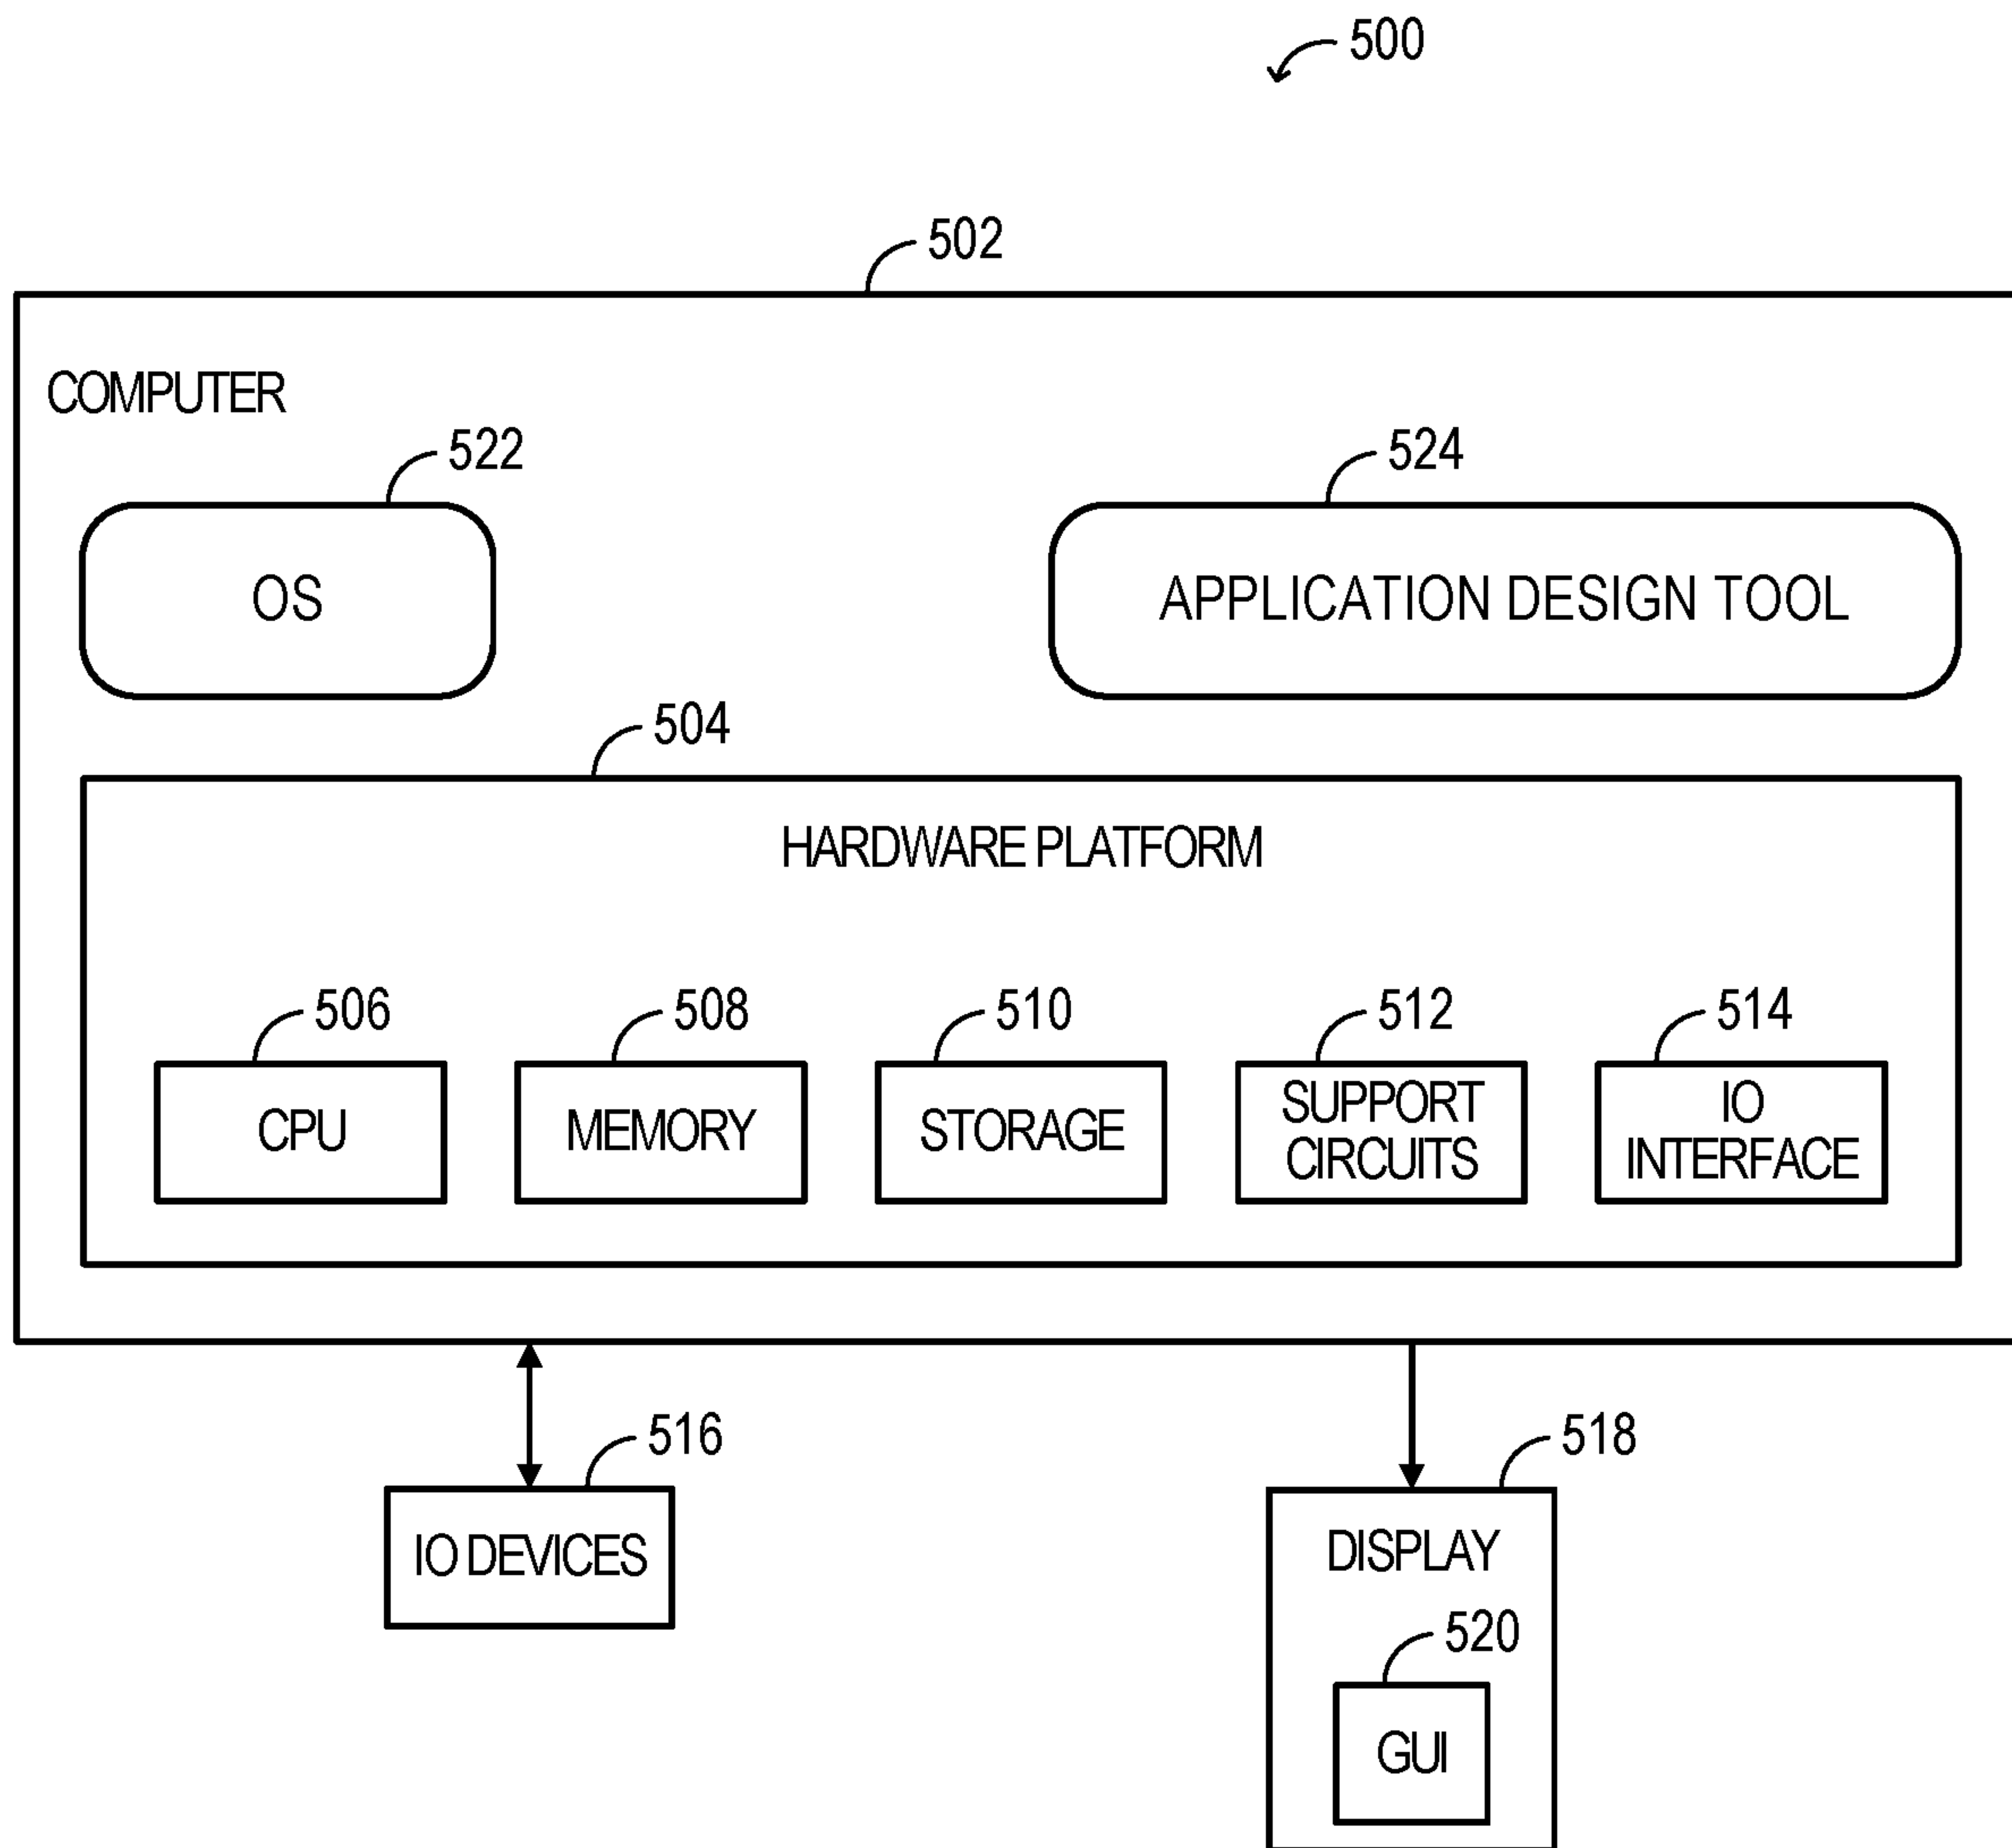 500
502
COMPUTER
522
524
OS
APPLICATION DESIGN TOOL
504
HARDWARE PLATFORM
506
508
510
512
514
CPU
MEMORY
STORAGE
SUPPORT
CIRCUITS
IO
INTERFACE
516
518
IO DEVICES
DISPLAY
520
GUI